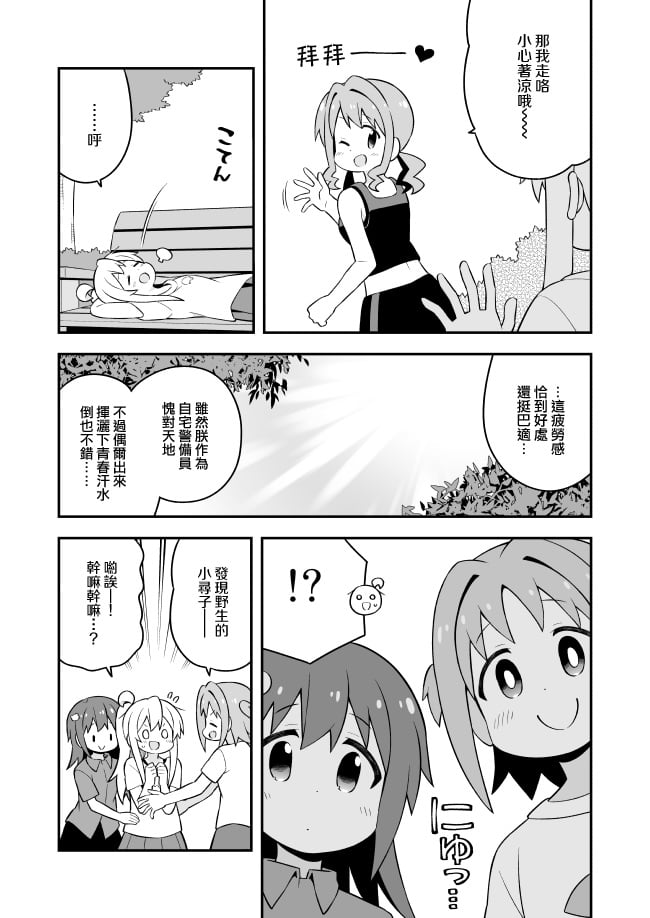 那我走咯
小心著涼哦～～
拜拜——♥
こてん
……呼
…這疲勞感
恰到好處
還挺巴適…
雖然朕作為
自宅警備員
愧對天地
不過偶爾出來
揮灑下青春汗水
倒也不錯……
!?
にゅっ…
發現野生的
小尋子——
喲誒—！
幹嘛幹嘛…？